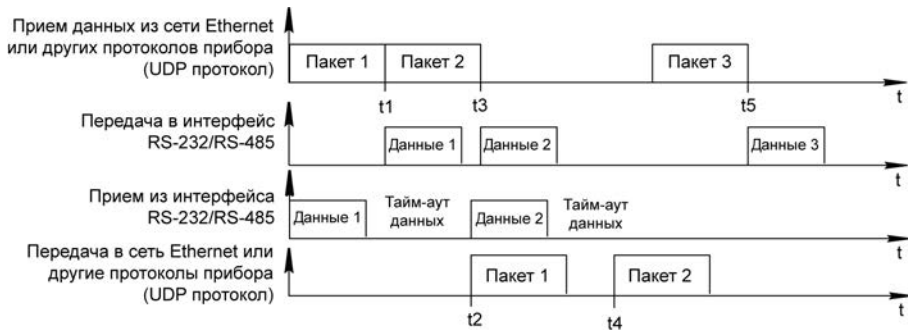 Прием данных из сети Ethernet
или других протоколов прибора
(UDP протокол)
Пакет 1
Пакет 2
Пакет 3
t1
t3
t5
t
Передача в интерфейс
RS-232/RS-485
Данные 1
Данные 2
Данные 3
t
Прием из интерфейса
RS-232/RS-485
Данные 1
Тайм-аут
данных
Данные 2
Тайм-аут
данных
t
Передача в сеть Ethernet или
другие протоколы прибора
(UDP протокол)
Пакет 1
Пакет 2
t2
t4
t